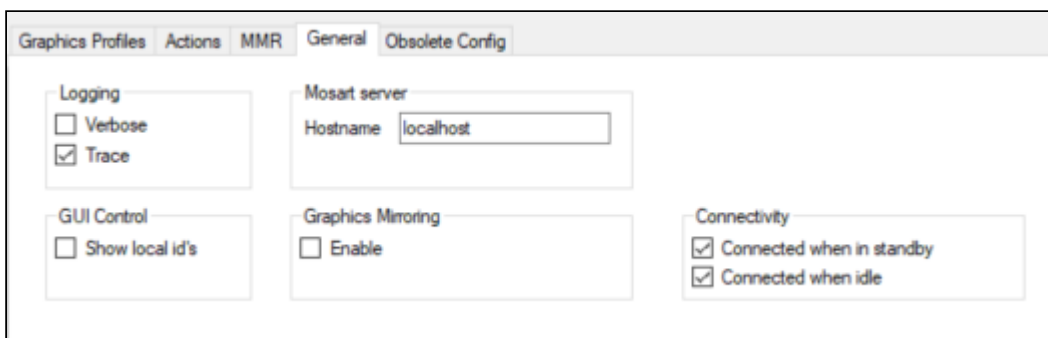 Graphics Profiles Actions MMR General Obsolete Config
Logging Mosart server
Verbose Hostname localhost
Trace
GUI Control Graphics Mirroring Connectivity
Show local id's Enable Connected when in standby
Connected when idle